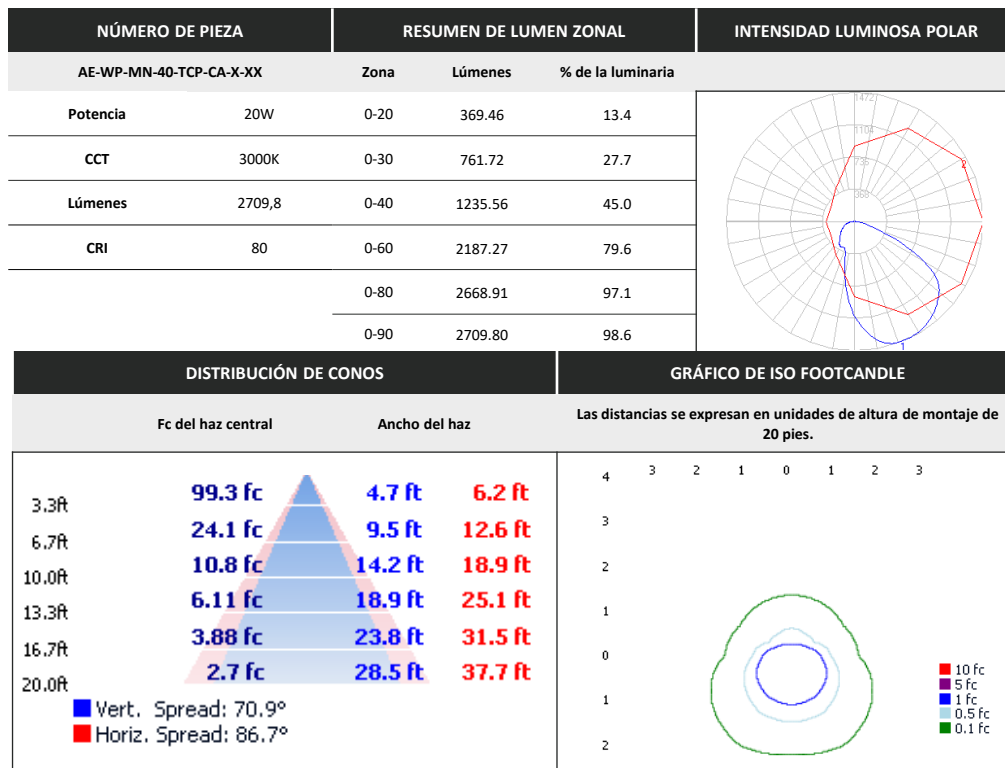 NÚMERO DE PIEZA
RESUMEN DE LUMEN ZONAL
INTENSIDAD LUMINOSA POLAR
AE-WP-MN-40-TCP-CA-X-XX
Zona Lúmenes % de la luminaria
Potencia 20W
0-20 369.46 13.4
CCT 3000K
0-30 761.72 27.7
Lúmenes 2709,8
0-40 1235.56 45.0
CRI 80
0-60 2187.27 79.6
0-80 2668.91 97.1
0-90 2709.80 98.6
1472
1104
736
368
2
1
DISTRIBUCIÓN DE CONOS
GRÁFICO DE ISO FOOTCANDLE
Fc del haz central Ancho del haz
Las distancias se expresan en unidades de altura de montaje de
20 pies.
3.3ft 99.3 fc 4.7 ft 6.2 ft
6.7ft 24.1 fc 9.5 ft 12.6 ft
10.0ft 10.8 fc 14.2 ft 18.9 ft
13.3ft 6.11 fc 18.9 ft 25.1 ft
16.7ft 3.88 fc 23.8 ft 31.5 ft
20.0ft 2.7 fc 28.5 ft 37.7 ft
Vert. Spread: 70.9°
Horiz. Spread: 86.7°
3 2 1 0 1 2 3
4
3
2
1
0
1
2
10 fc
5 fc
1 fc
0.5 fc
0.1 fc